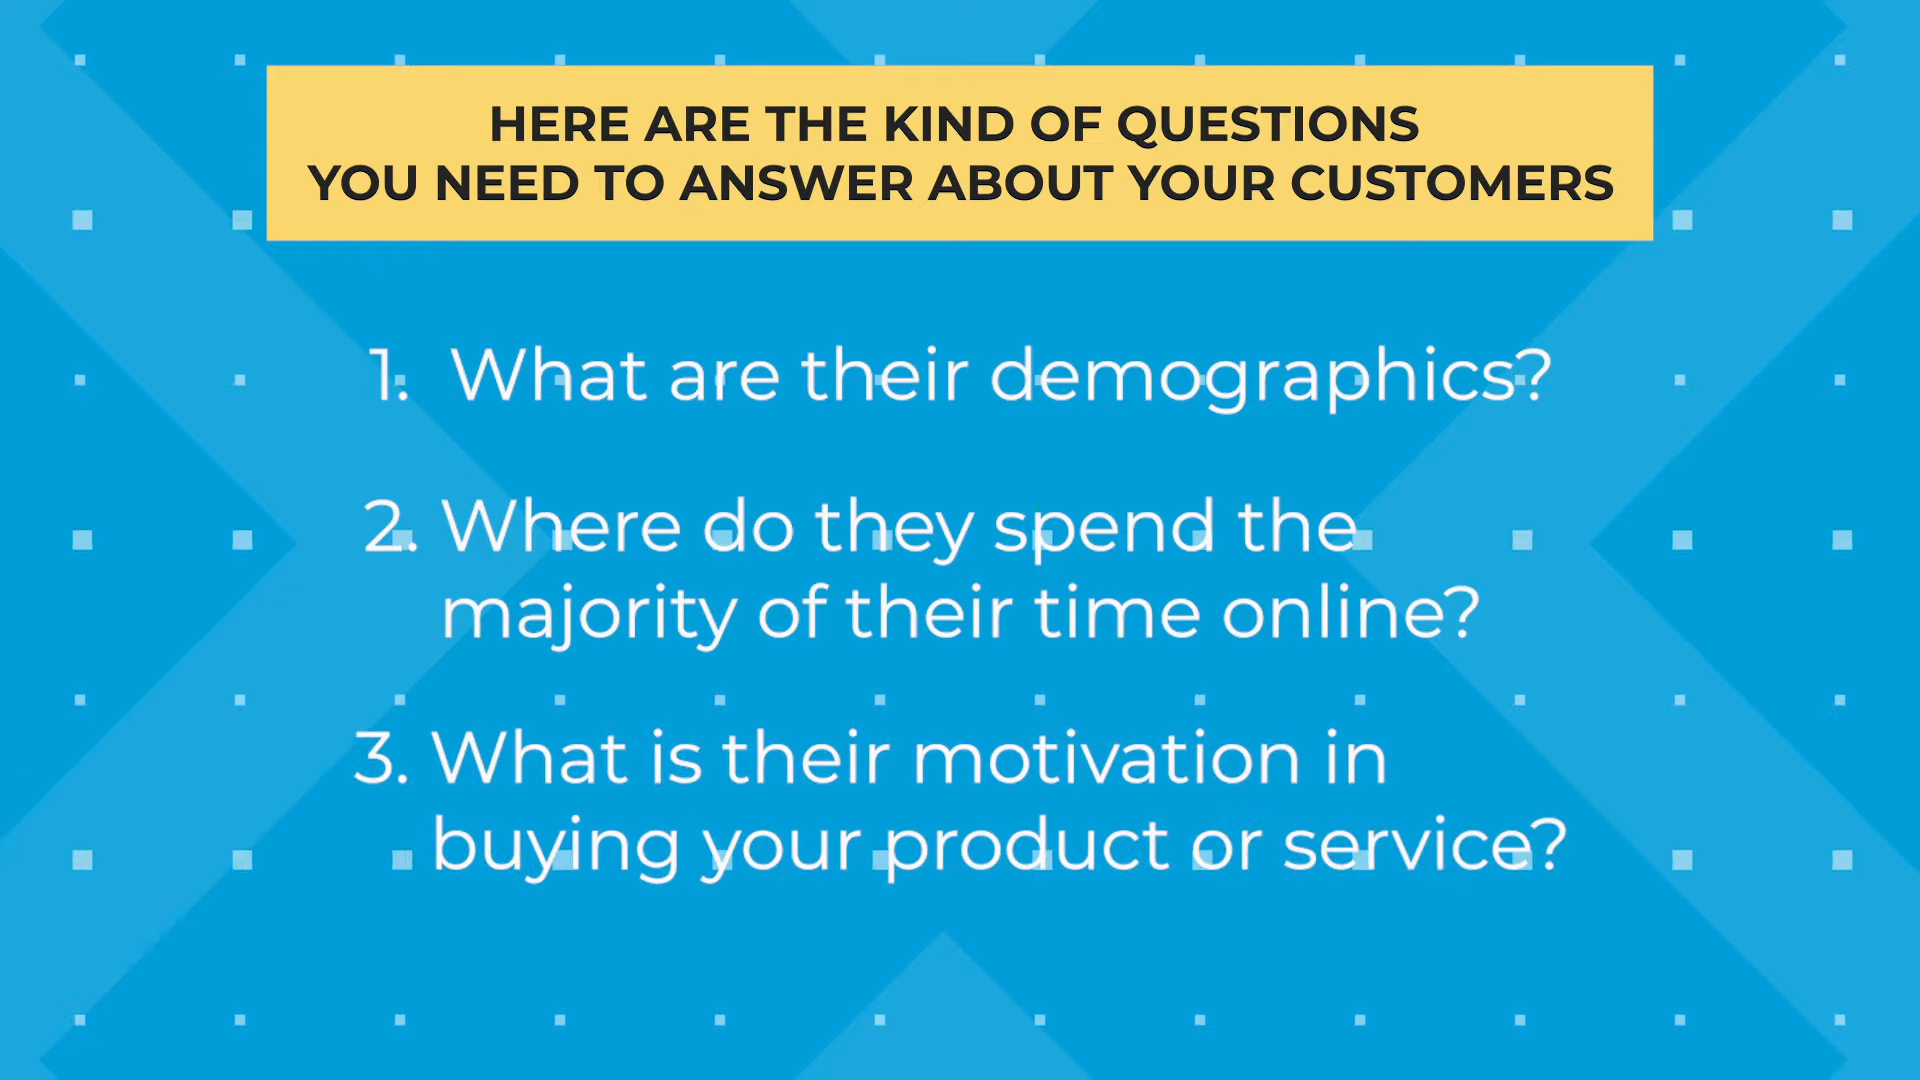 HERE ARE THE KIND OF QUESTIONS
YOU NEED TO ANSWER ABOUT YOUR CUSTOMERS
1. What are their demographics?
2. Where do they spend the
majority of their time online?
3. What is their motivation in
buying your product or service?